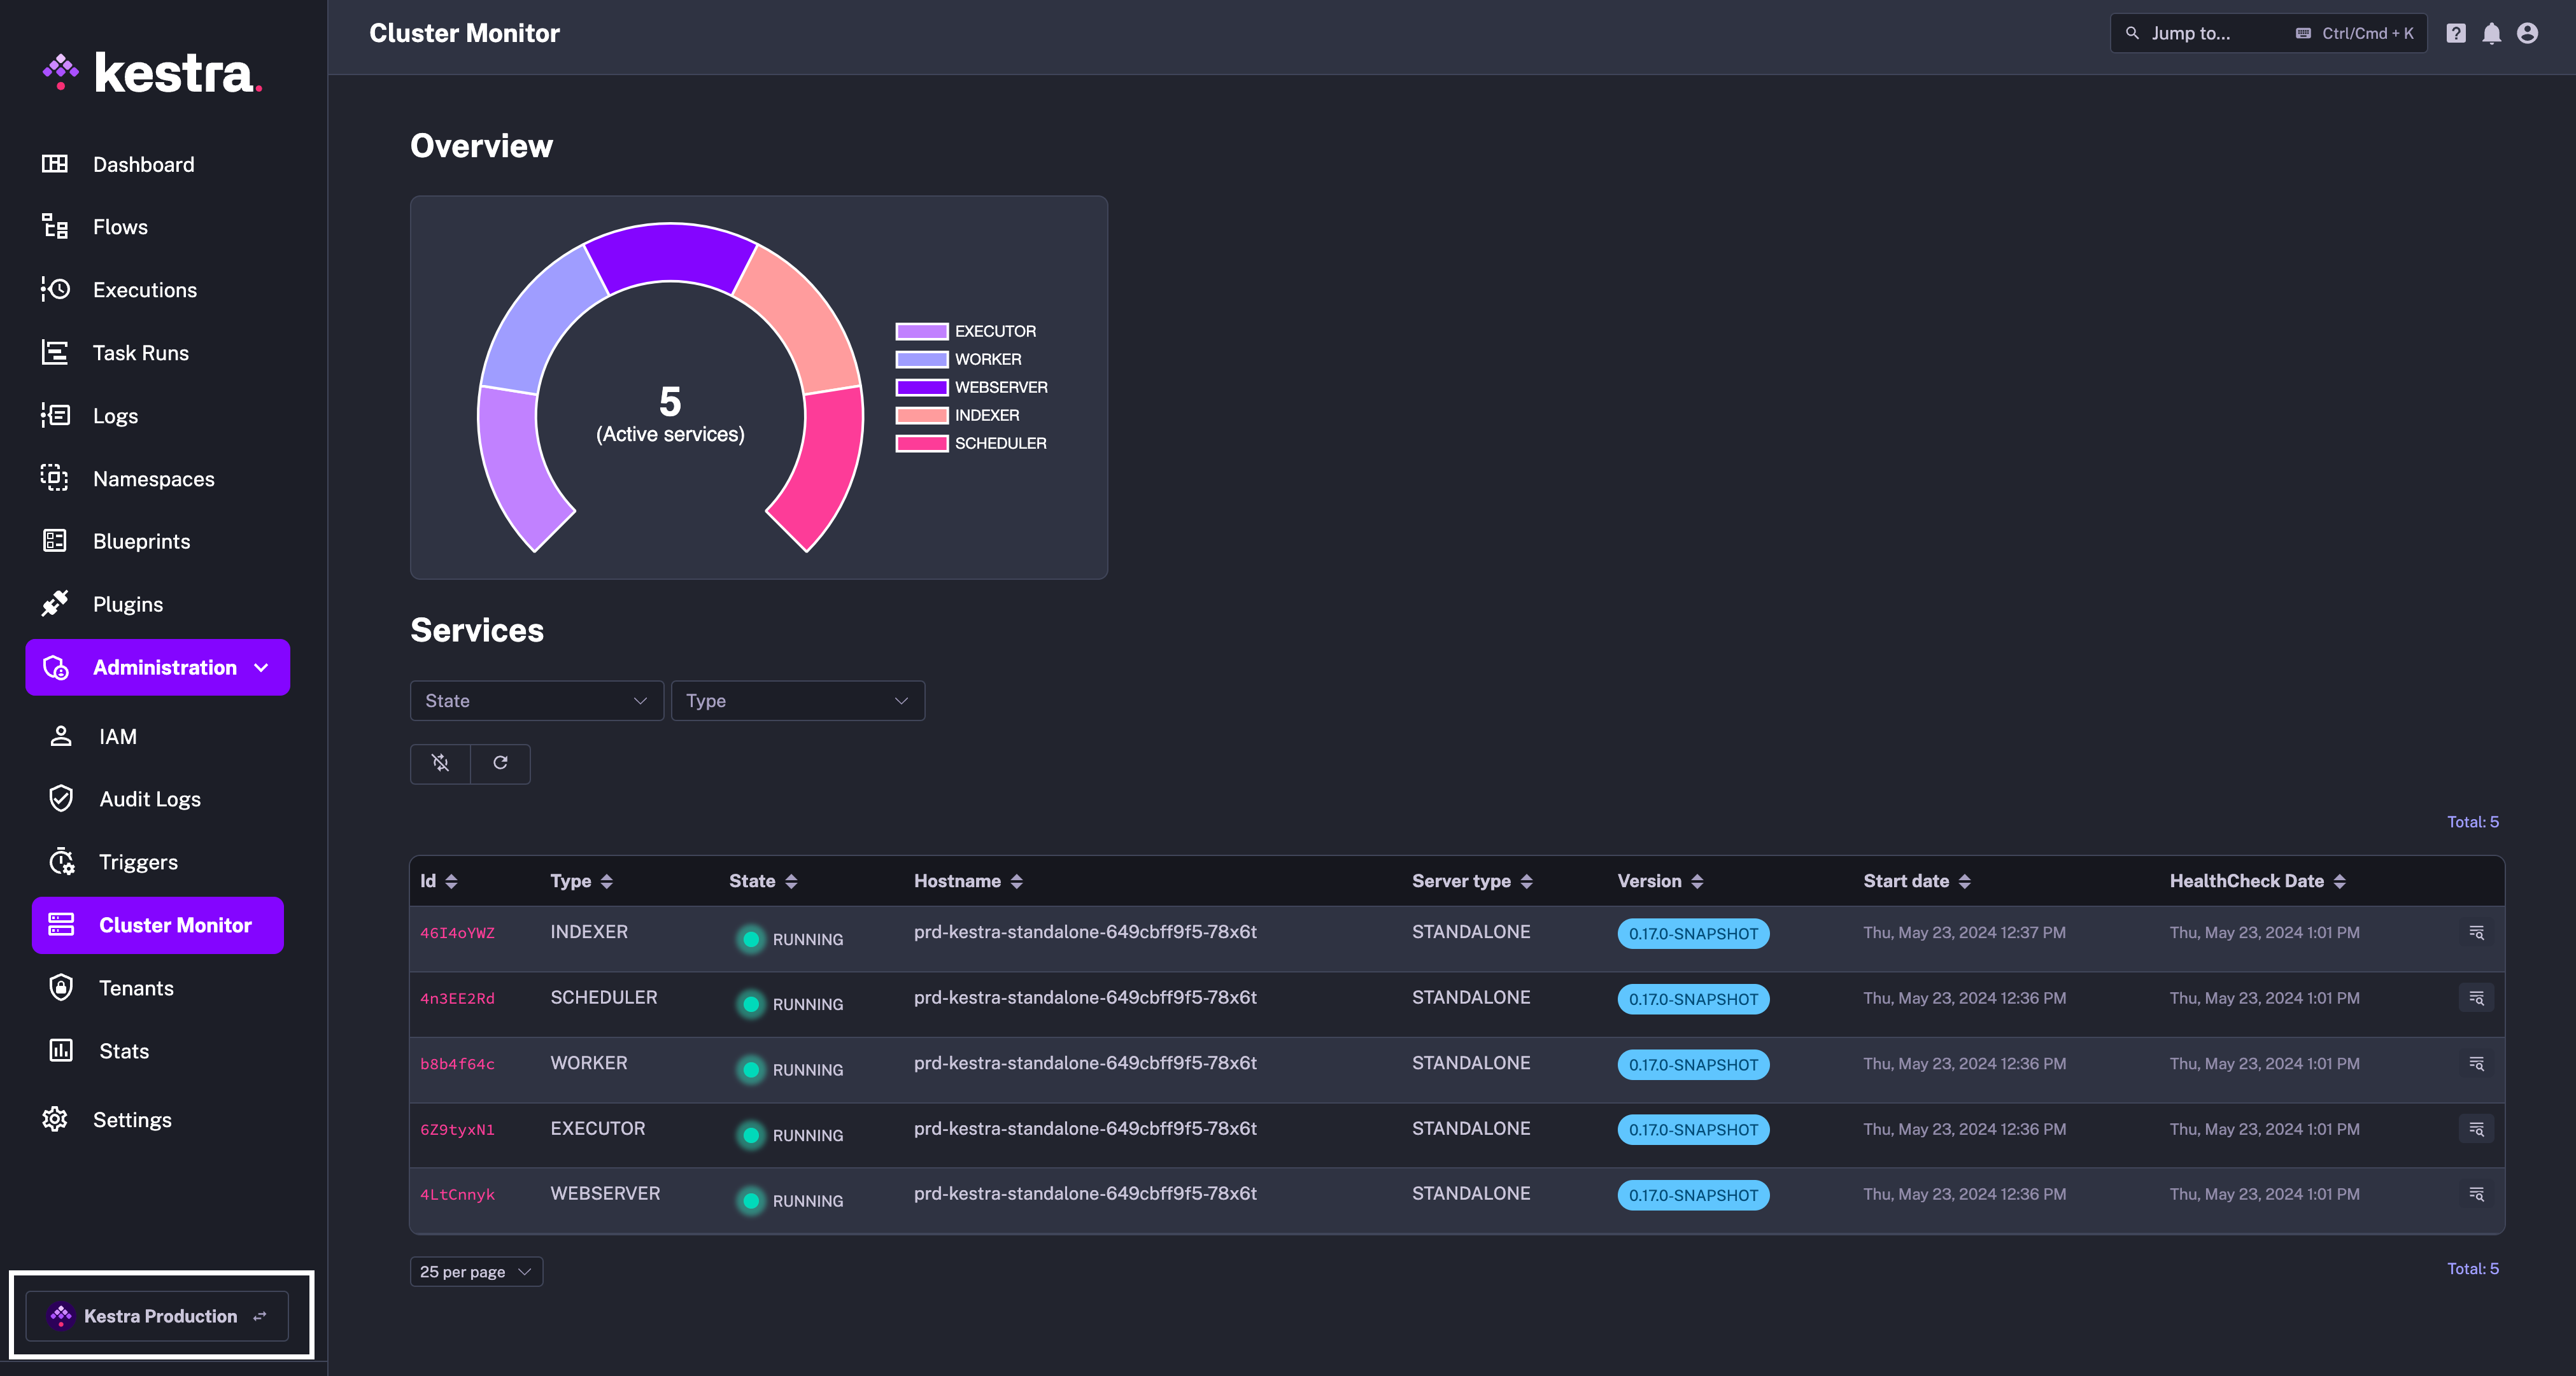 kestra.
Dashboard
Flows
Executions
Task Runs
Logs
Namespaces
Blueprints
Plugins
Administration
IAM
Audit Logs
Triggers
Cluster Monitor
Tenants
Stats
Settings
Kestra Production
Cluster Monitor
Jump to... Ctrl/Cmd + K
Overview
5
(Active services)
EXECUTOR
WORKER
WEBSERVER
INDEXER
SCHEDULER
Services
State Type
Total: 5
Id Type State Hostname Server type Version Start date HealthCheck Date
46I4oYWZ INDEXER RUNNING prd-kestra-standalone-649cbff9f5-78x6t STANDALONE 0.17.0-SNAPSHOT Thu, May 23, 2024 12:37 PM Thu, May 23, 2024 1:01 PM
4n3EE2Rd SCHEDULER RUNNING prd-kestra-standalone-649cbff9f5-78x6t STANDALONE 0.17.0-SNAPSHOT Thu, May 23, 2024 12:36 PM Thu, May 23, 2024 1:01 PM
b8b4f64c WORKER RUNNING prd-kestra-standalone-649cbff9f5-78x6t STANDALONE 0.17.0-SNAPSHOT Thu, May 23, 2024 12:36 PM Thu, May 23, 2024 1:01 PM
6Z9tyxN1 EXECUTOR RUNNING prd-kestra-standalone-649cbff9f5-78x6t STANDALONE 0.17.0-SNAPSHOT Thu, May 23, 2024 12:36 PM Thu, May 23, 2024 1:01 PM
4LtCnnyk WEBSERVER RUNNING prd-kestra-standalone-649cbff9f5-78x6t STANDALONE 0.17.0-SNAPSHOT Thu, May 23, 2024 12:36 PM Thu, May 23, 2024 1:01 PM
25 per page Total: 5